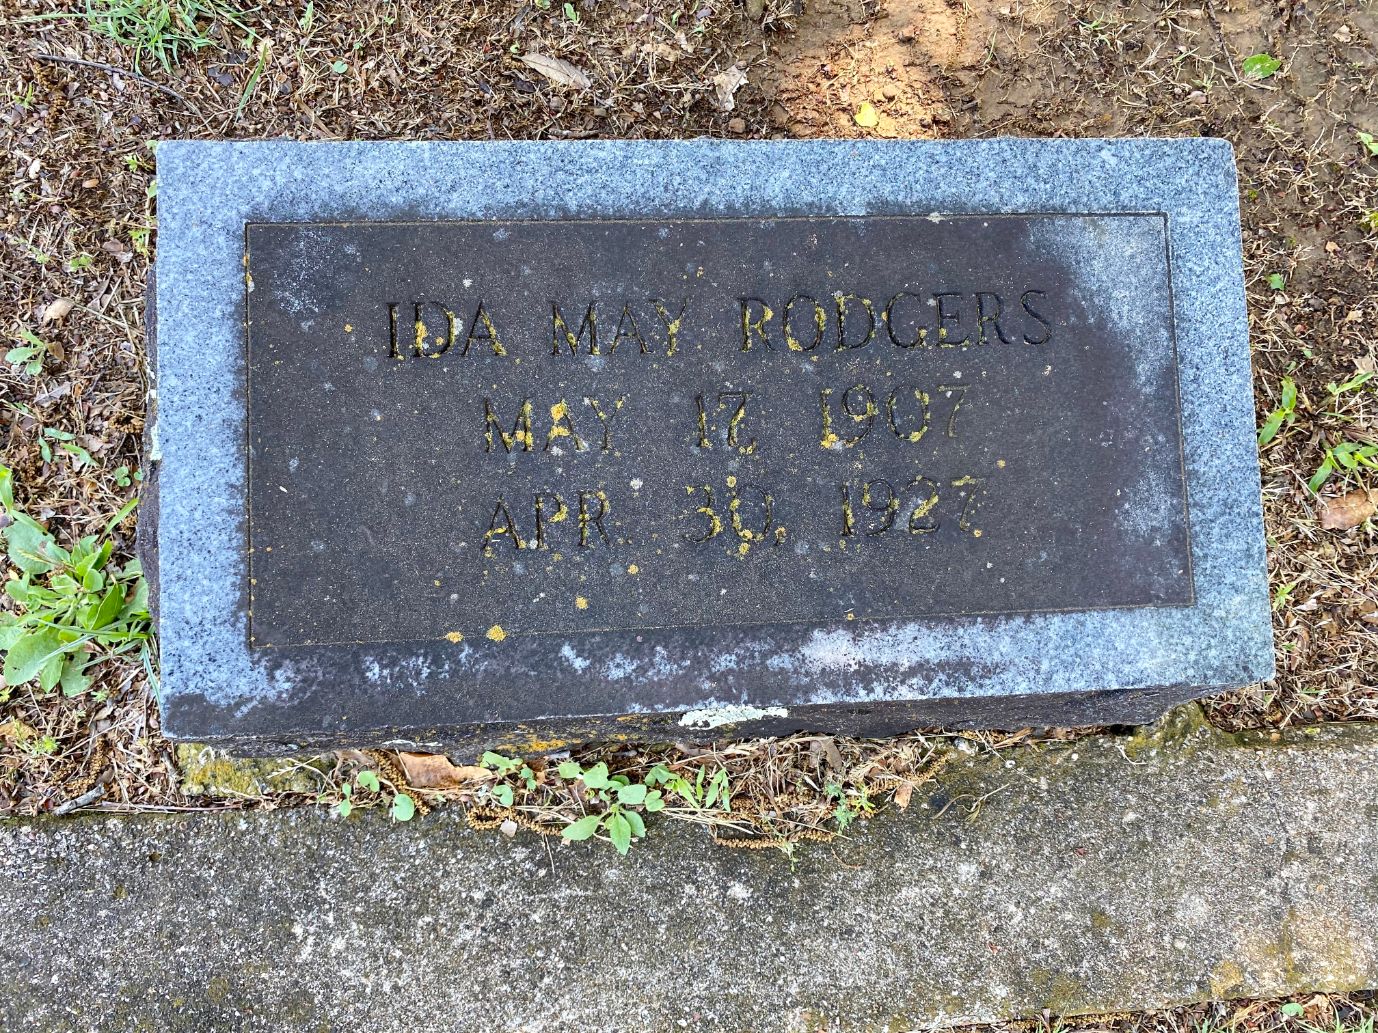 IDA MAY RODGERS
MAY 17, 1907
APR. 30, 1927